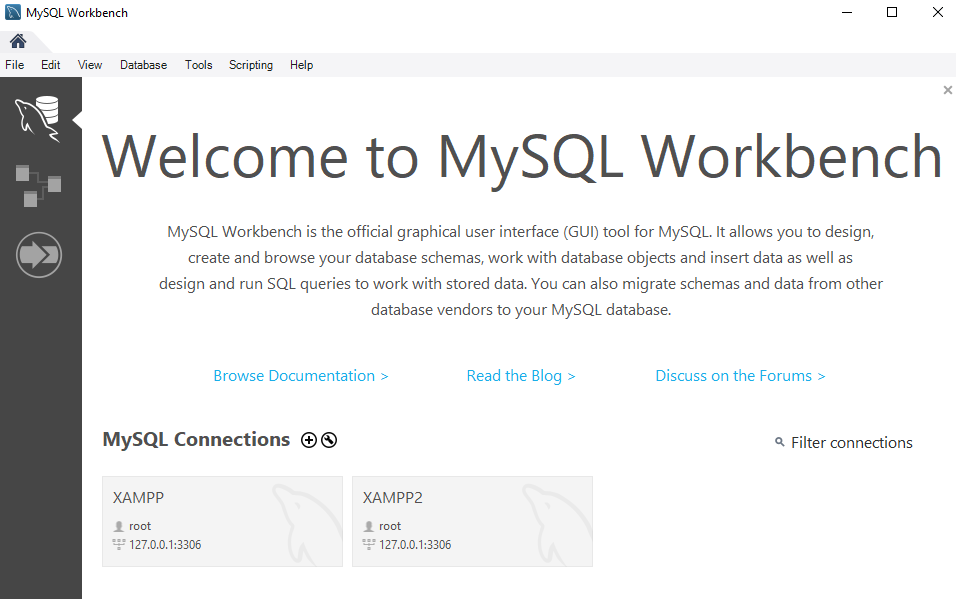 MySQL Workbench
File Edit View Database Tools Scripting Help
Welcome to MySQL Workbench
MySQL Workbench is the official graphical user interface (GUI) tool for MySQL. It allows you to design,
create and browse your database schemas, work with database objects and insert data as well as
design and run SQL queries to work with stored data. You can also migrate schemas and data from other
database vendors to your MySQL database.
Browse Documentation > Read the Blog > Discuss on the Forums >
MySQL Connections
Filter connections
XAMPP
root
127.0.0.1:3306
XAMPP2
root
127.0.0.1:3306